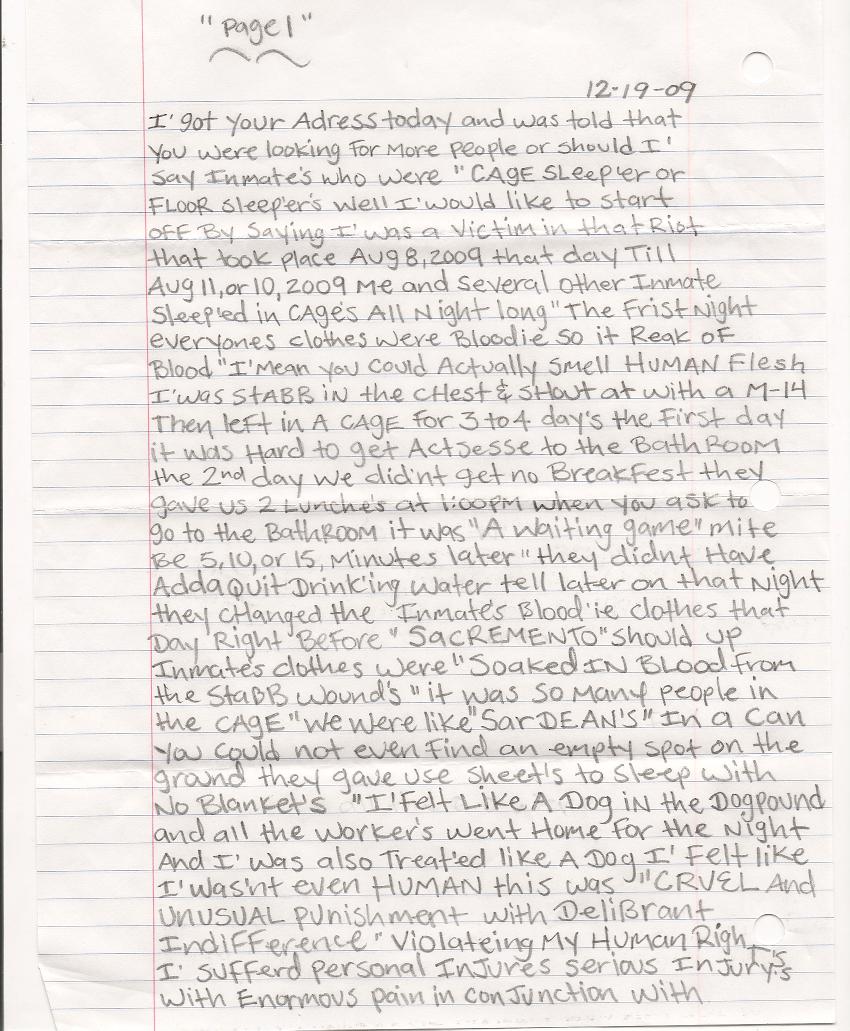 "Page 1"
12-19-09
I' got your Adress today and was told that
you were looking for more people or should I'
say Inmate's who were "CAGE SLeep'er or
FLOOR sleep'er's well I'would like to start
OFF By Saying I'was a Victim in that Riot
that took place Aug 8, 2009 that day Till
Aug 11, or 10, 2009 Me and several other Inmate
Sleep'ed in CAge's All Night long "The Frist Night
everyones clothes were Bloodie so it Reak OF
Blood "I'Mean you could Actually smell HUMAN Flesh
I'was STABB in the cHest & sHout at with a M-14
Then left in A CAGE for 3 to 4 day's the First day
it was Hard to get Actsesse to the BathRoom
the 2nd day we did'nt get no BreakFest they
gave us 2 Lunche's at 1:00PM when you ask to
go to the BathRoom it was "A waiting game" mite
Be 5, 10, or 15, Minutes later "they didnt Have
AddaQuit Drink'ing water tell later on that Night
they cHanged the Inmate's Blood'ie clothes that
Day Right Before "SACREMENTO" should up
Inmate's clothes were "Soaked IN BLOOD From
the StaBB wound's "it was so Many people in
the CAGE "we were like "Sar DEAN'S" In a Can
You could not even Find an empty spot on the
ground they gave use sheet's to sleep with
No Blanket's "I'Felt Like A Dog in the Dogpound
and all the worker's went Home for the Night
And I' was also Treat'ed like A Dog I' Felt like
I'was'nt even HUMAN this was "CRUEL And
UNUSUAL punishment with DeliBrant
IndiFFerence" Violateing My Human Right's
I' sufferd personal InJures serious InJury's
with Enormous pain in conJunction with